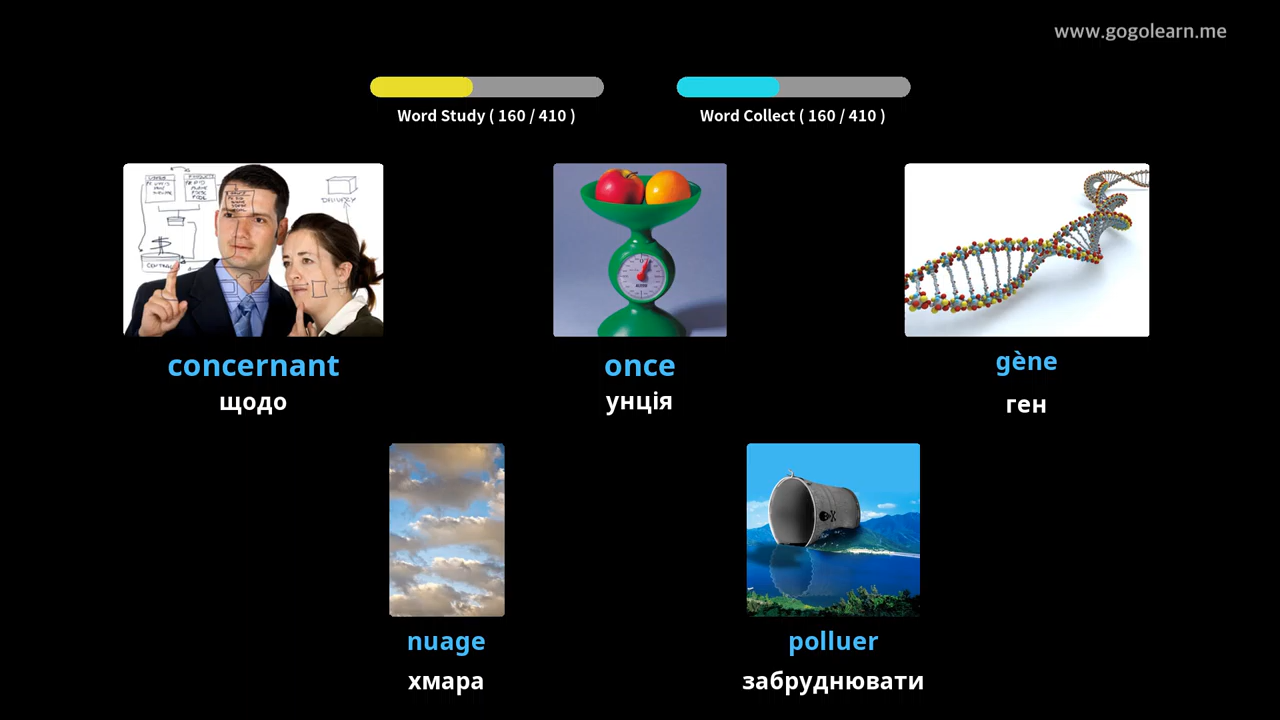 www.gogolearn.me
Word Study ( 160 / 410 )
Word Collect ( 160 / 410 )
DELIVERY
concernant
once
gène
щодо
унція
ген
nuage
polluer
хмара
забруднювати